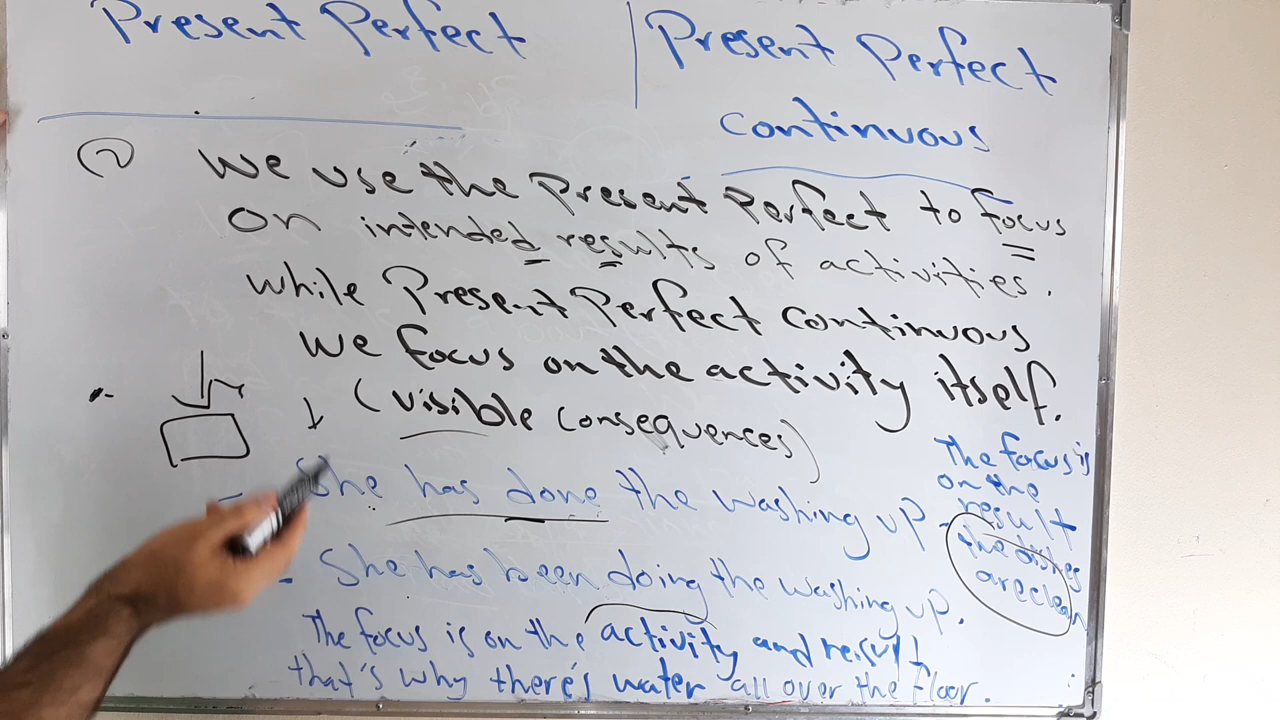 Present Perfect
Present Perfect
continuous
2 We use the Present Perfect to focus
on intended results of activities.
while Present Perfect continuous
we focus on the activity itself.
(visible consequences)
- She has done the washing up -
The focus is
on the
result
the dishes
are clean
- She has been doing the washing up.
The focus is on the activity and result
that's why there's water all over the floor.